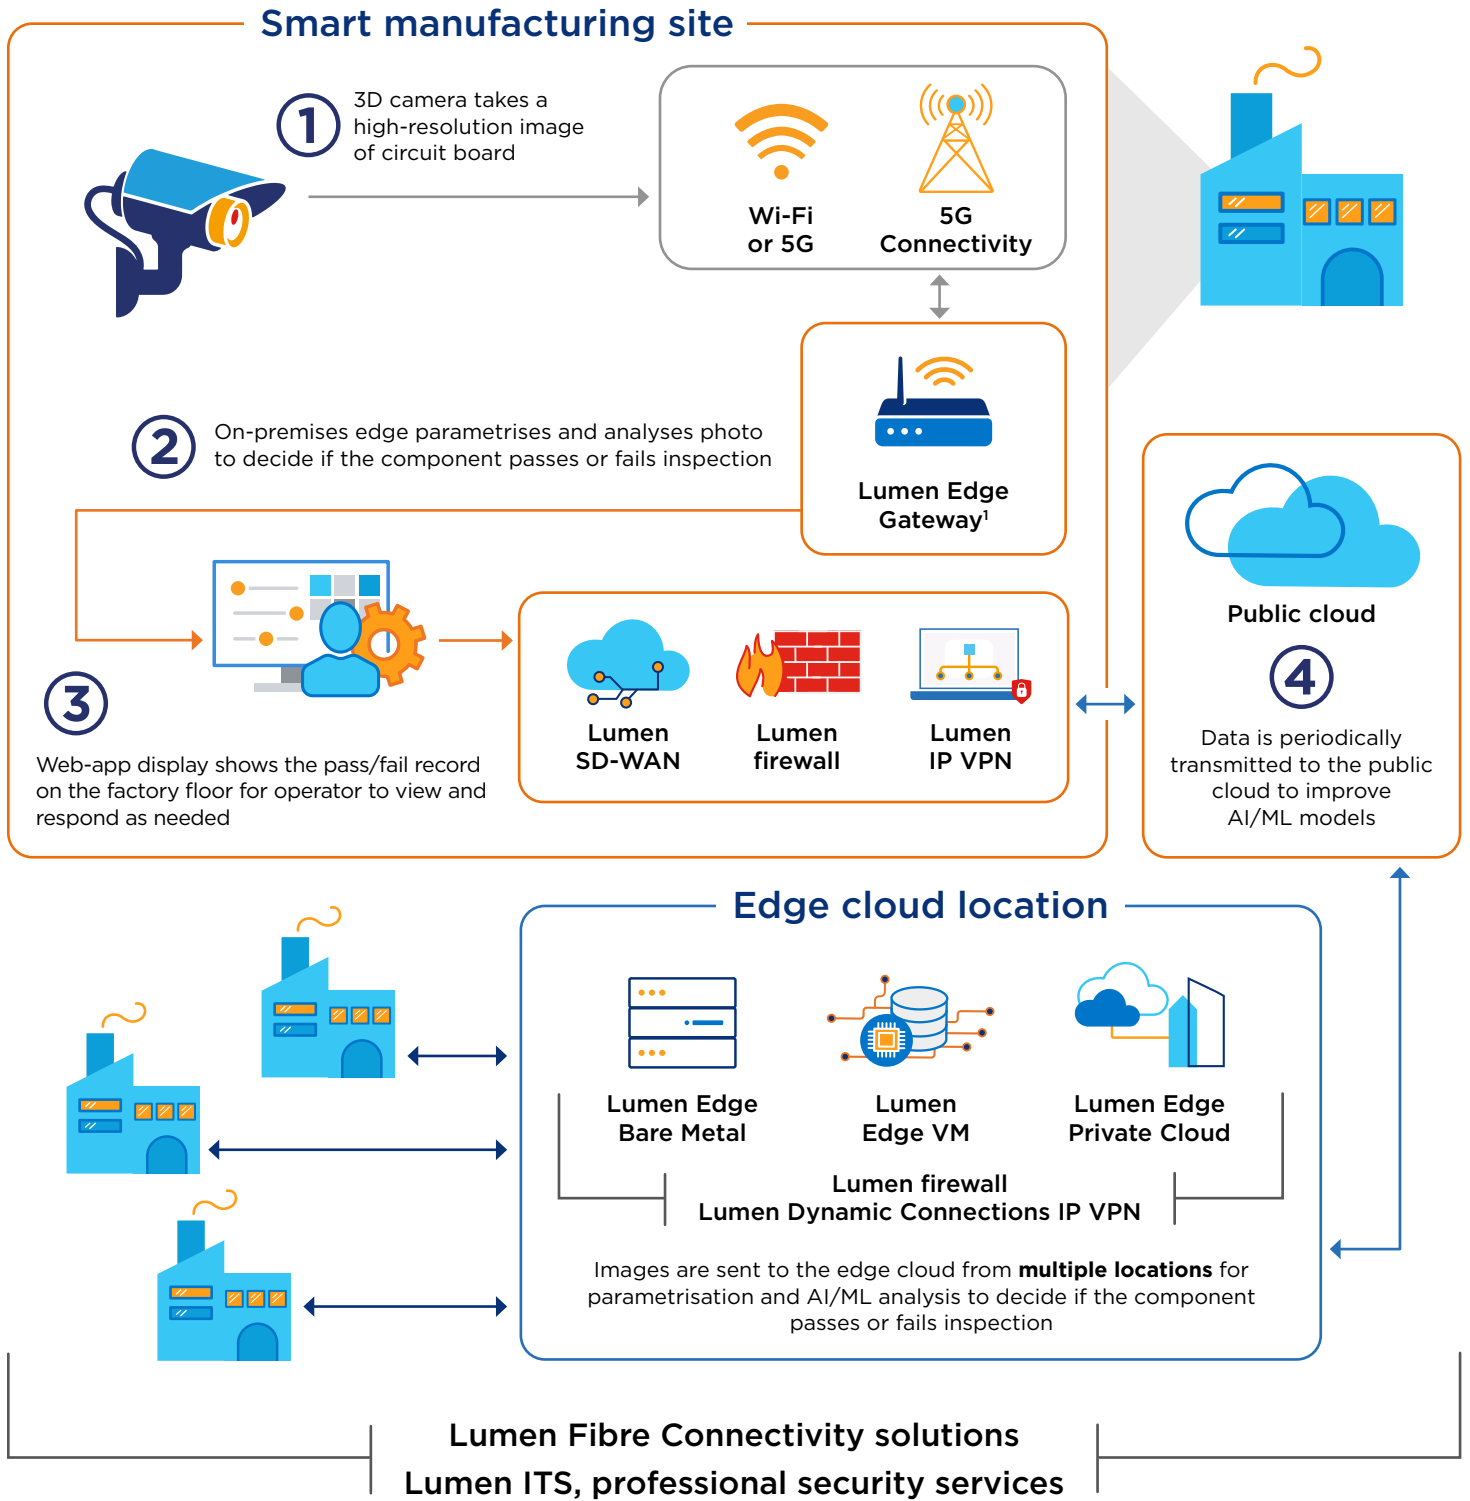 Smart manufacturing site
1
3D camera takes a
high-resolution image
of circuit board
Wi-Fi
or 5G
5G
Connectivity
2
On-premises edge parametrises and analyses photo
to decide if the component passes or fails inspection
Lumen Edge
Gateway¹
3
Web-app display shows the pass/fail record
on the factory floor for operator to view and
respond as needed
Lumen
SD-WAN
Lumen
firewall
Lumen
IP VPN
Public cloud
4
Data is periodically
transmitted to the public
cloud to improve
AI/ML models
Edge cloud location
Lumen Edge
Bare Metal
Lumen
Edge VM
Lumen Edge
Private Cloud
Lumen firewall
Lumen Dynamic Connections IP VPN
Images are sent to the edge cloud from multiple locations for
parametrisation and AI/ML analysis to decide if the component
passes or fails inspection
Lumen Fibre Connectivity solutions
Lumen ITS, professional security services